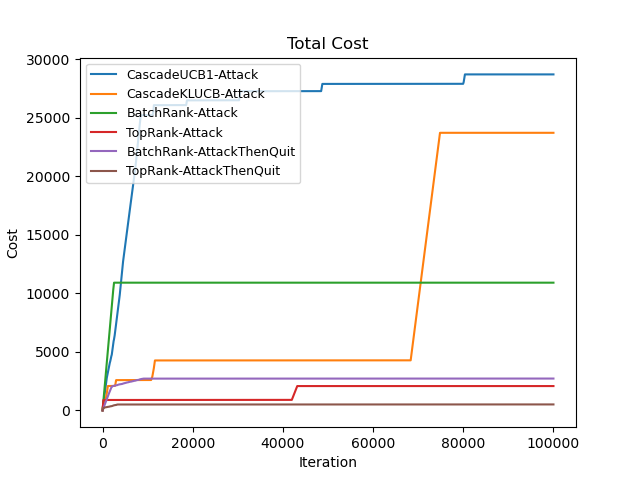 Total Cost
30000
25000
20000
15000
10000
5000
0
Cost
CascadeUCB1-Attack
CascadeKLUCB-Attack
BatchRank-Attack
TopRank-Attack
BatchRank-AttackThenQuit
TopRank-AttackThenQuit
0 20000 40000 60000 80000 100000
Iteration